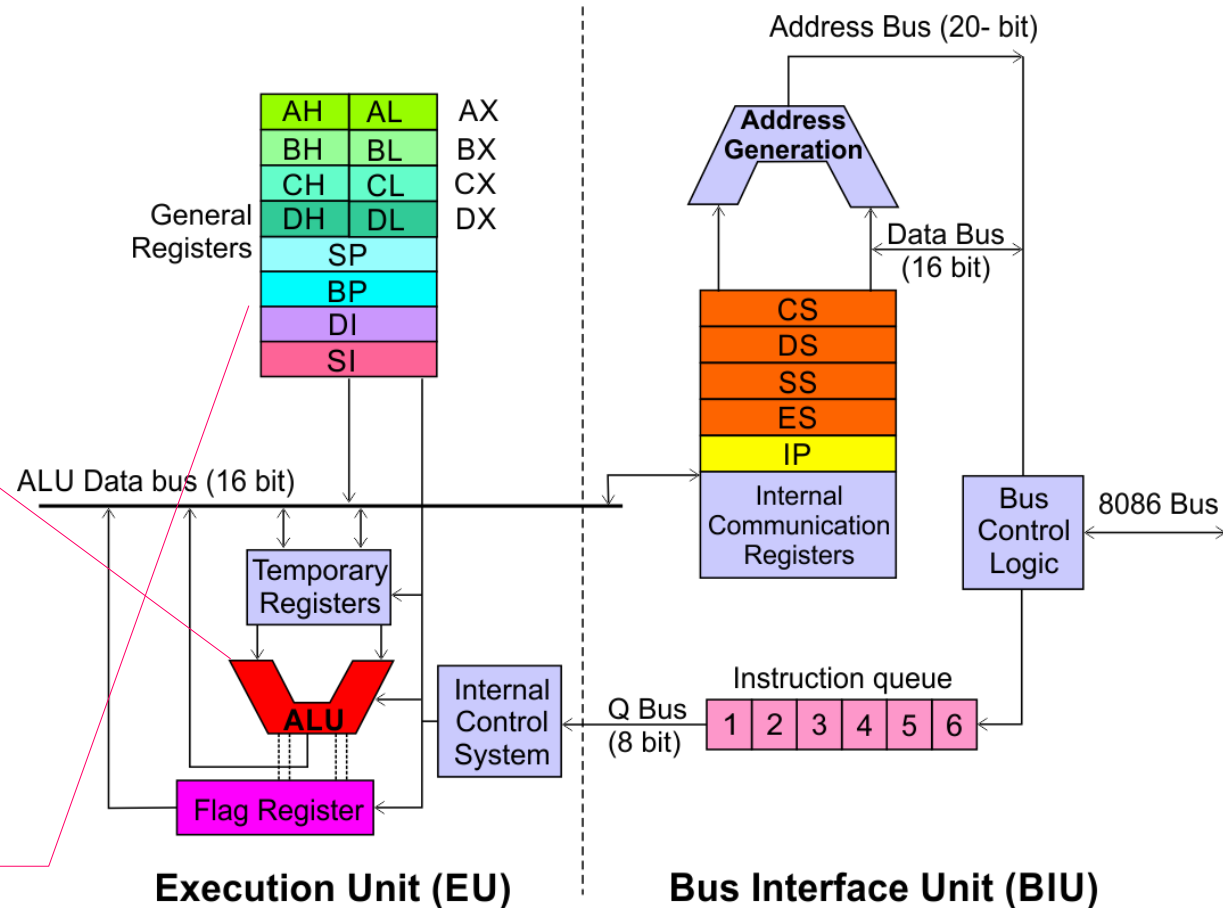 Address Bus (20- bit)
Address
Generation
AH AL AX
BH BL BX
CH CL CX
DH DL DX
General
Registers
SP
BP
DI
SI
Data Bus
(16 bit)
CS
DS
SS
ES
IP
Internal
Communication
Registers
ALU Data bus (16 bit)
Bus
Control
Logic
8086 Bus
Temporary
Registers
ALU
Internal
Control
System
Q Bus
(8 bit)
Instruction queue
1 2 3 4 5 6
Flag Register
Execution Unit (EU)
Bus Interface Unit (BIU)